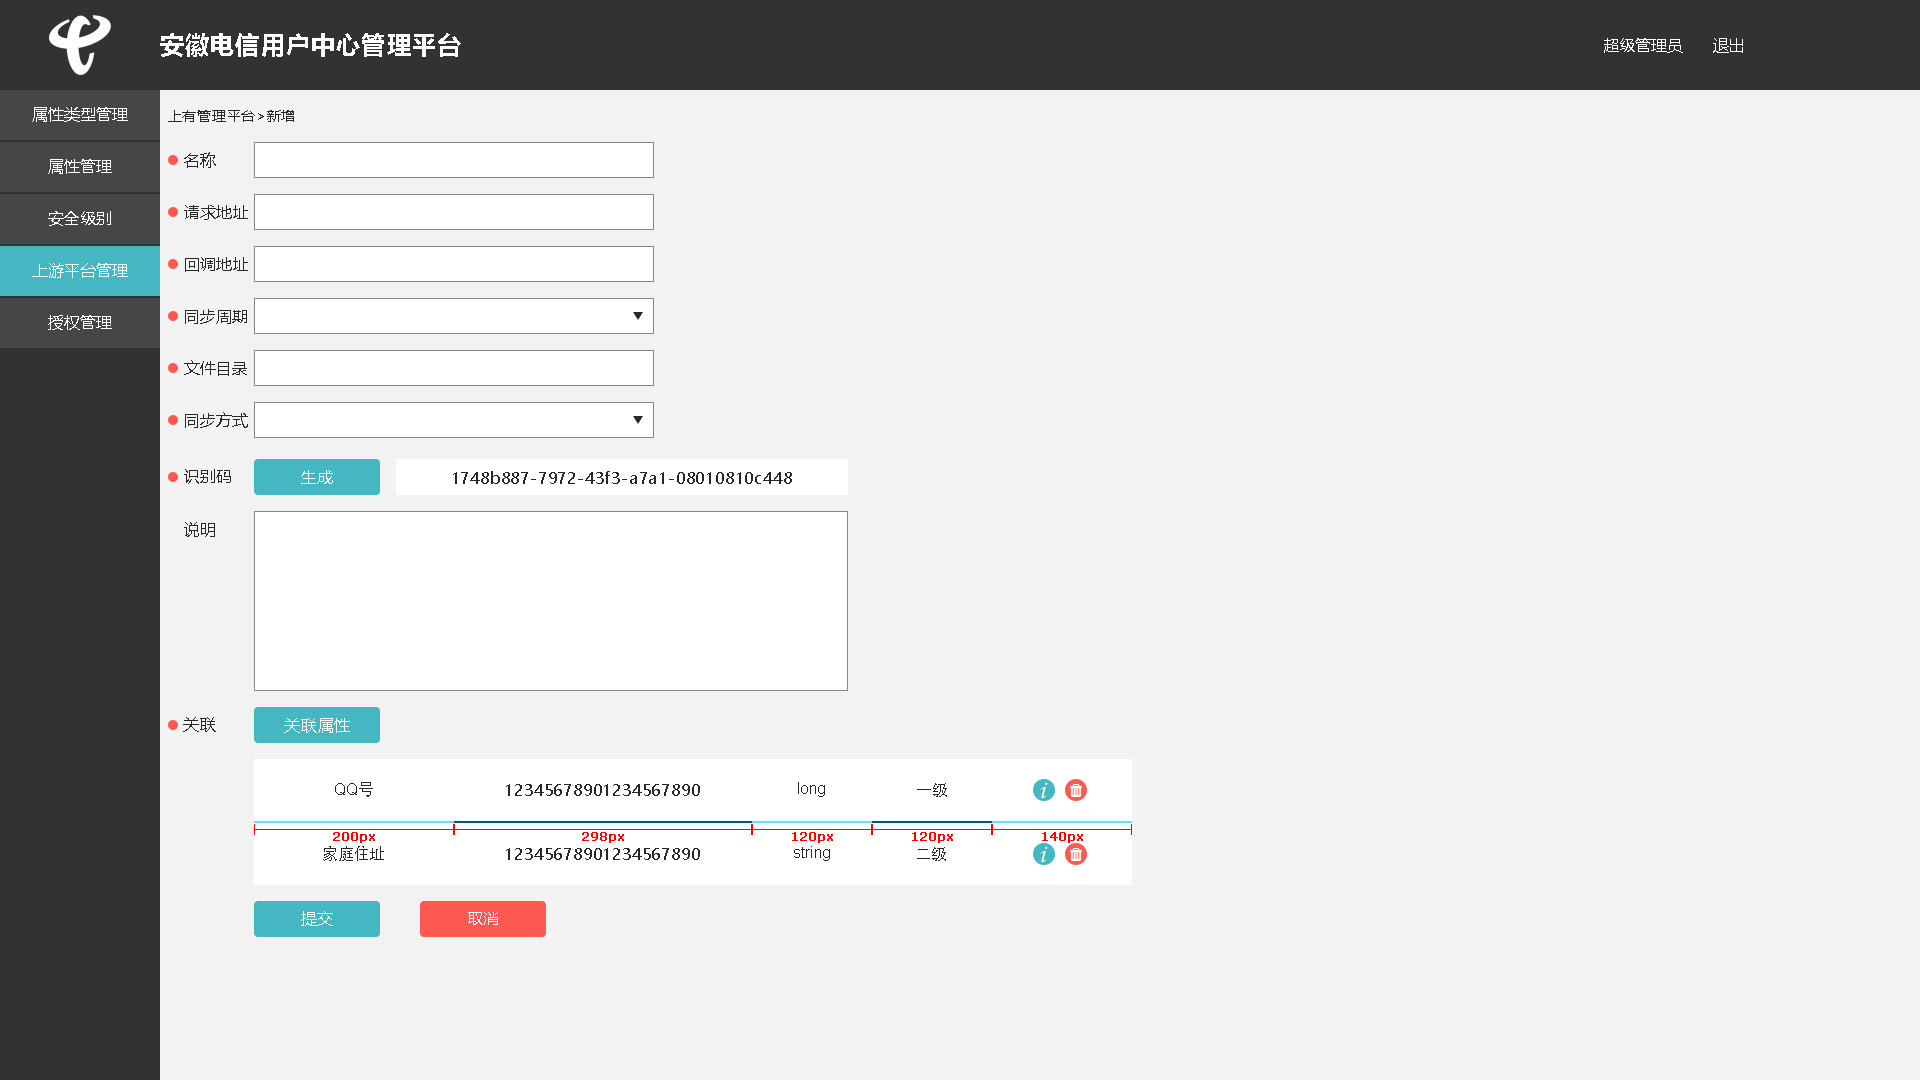 安徽电信用户中心管理平台
超级管理员 退出
属性类型管理
属性管理
安全级别
上游平台管理
授权管理
上有管理平台>新增
名称
请求地址
回调地址
同步周期
文件目录
同步方式
识别码 生成 1748b887-7972-43f3-a7a1-08010810c448
说明
关联 关联属性
QQ号 12345678901234567890 long 一级
200px 298px 120px 120px 140px
家庭住址 12345678901234567890 string 二级
提交 取消